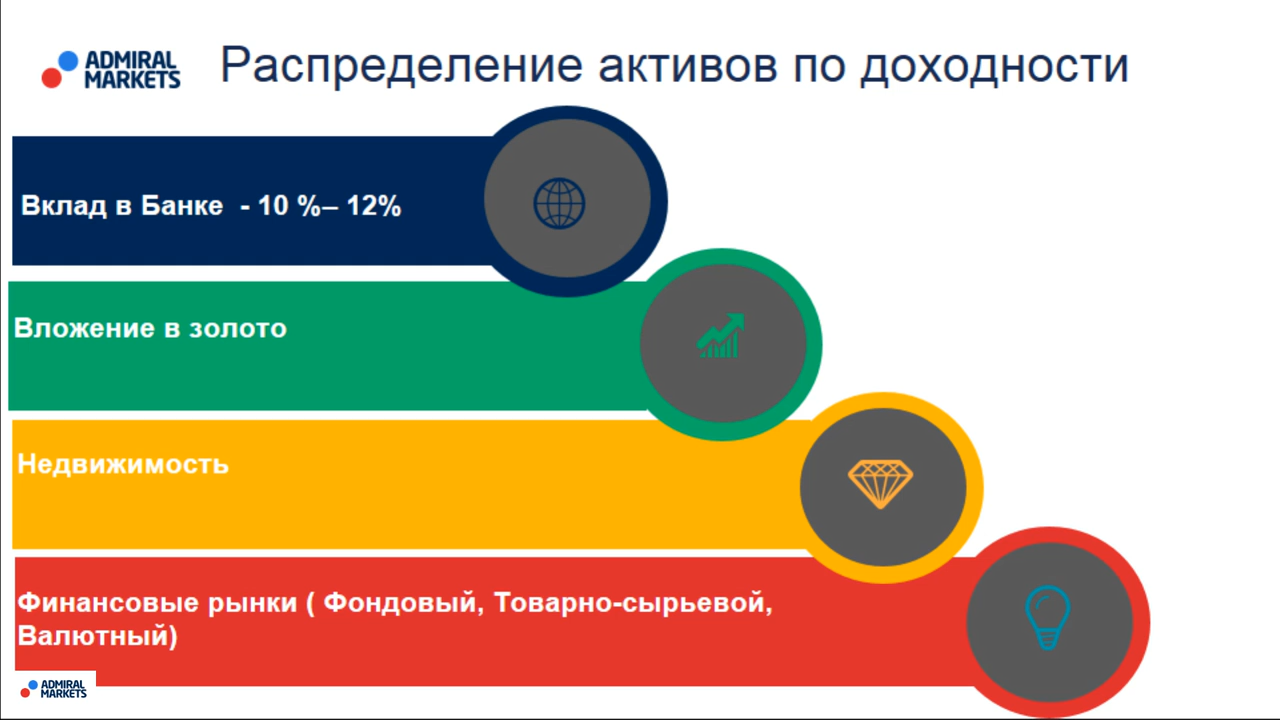 ADMIRAL
MARKETS
Распределение активов по доходности
Вклад в Банке - 10 %– 12%
Вложение в золото
Недвижимость
Финансовые рынки ( Фондовый, Товарно-сырьевой,
Валютный)
ADMIRAL
MARKETS